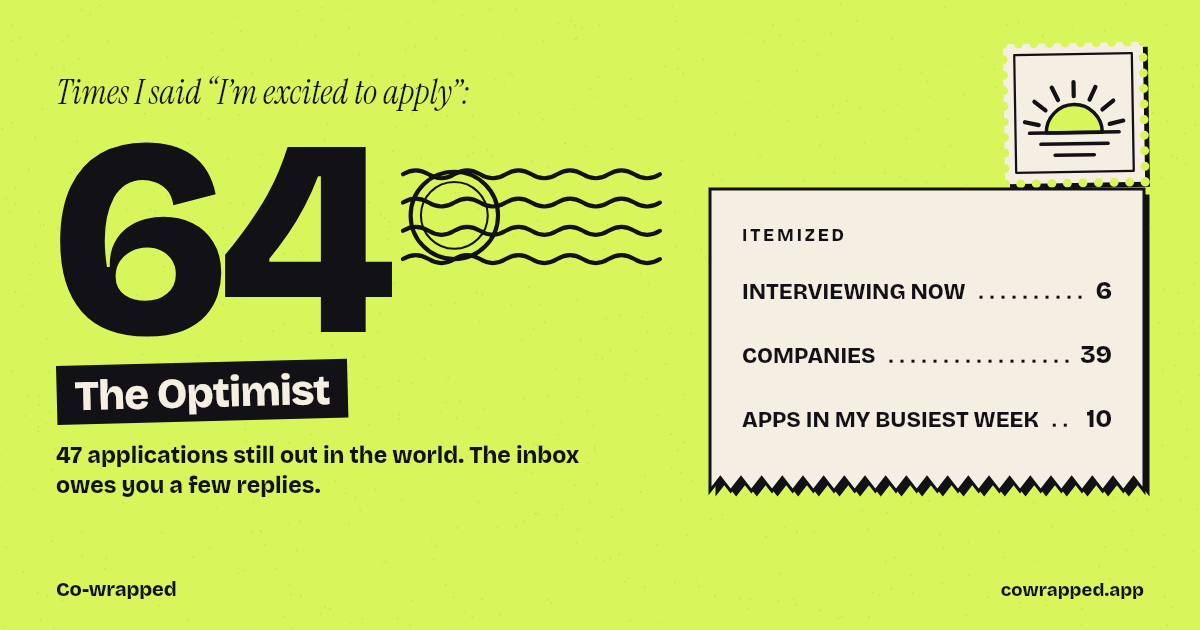 Times I said “I’m excited to apply”:
64
The Optimist
47 applications still out in the world. The inbox
owes you a few replies.
ITEMIZED
INTERVIEWING NOW .......... 6
COMPANIES ................. 39
APPS IN MY BUSIEST WEEK .. 10
Co-wrapped
cowrapped.app